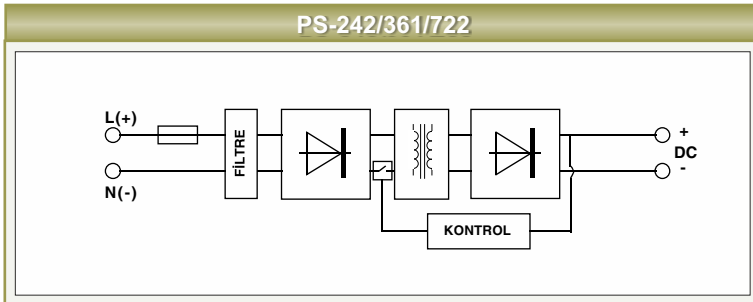 PS-242/361/722
L(+)
N(-)
FİLTRE
KONTROL
+
DC
-